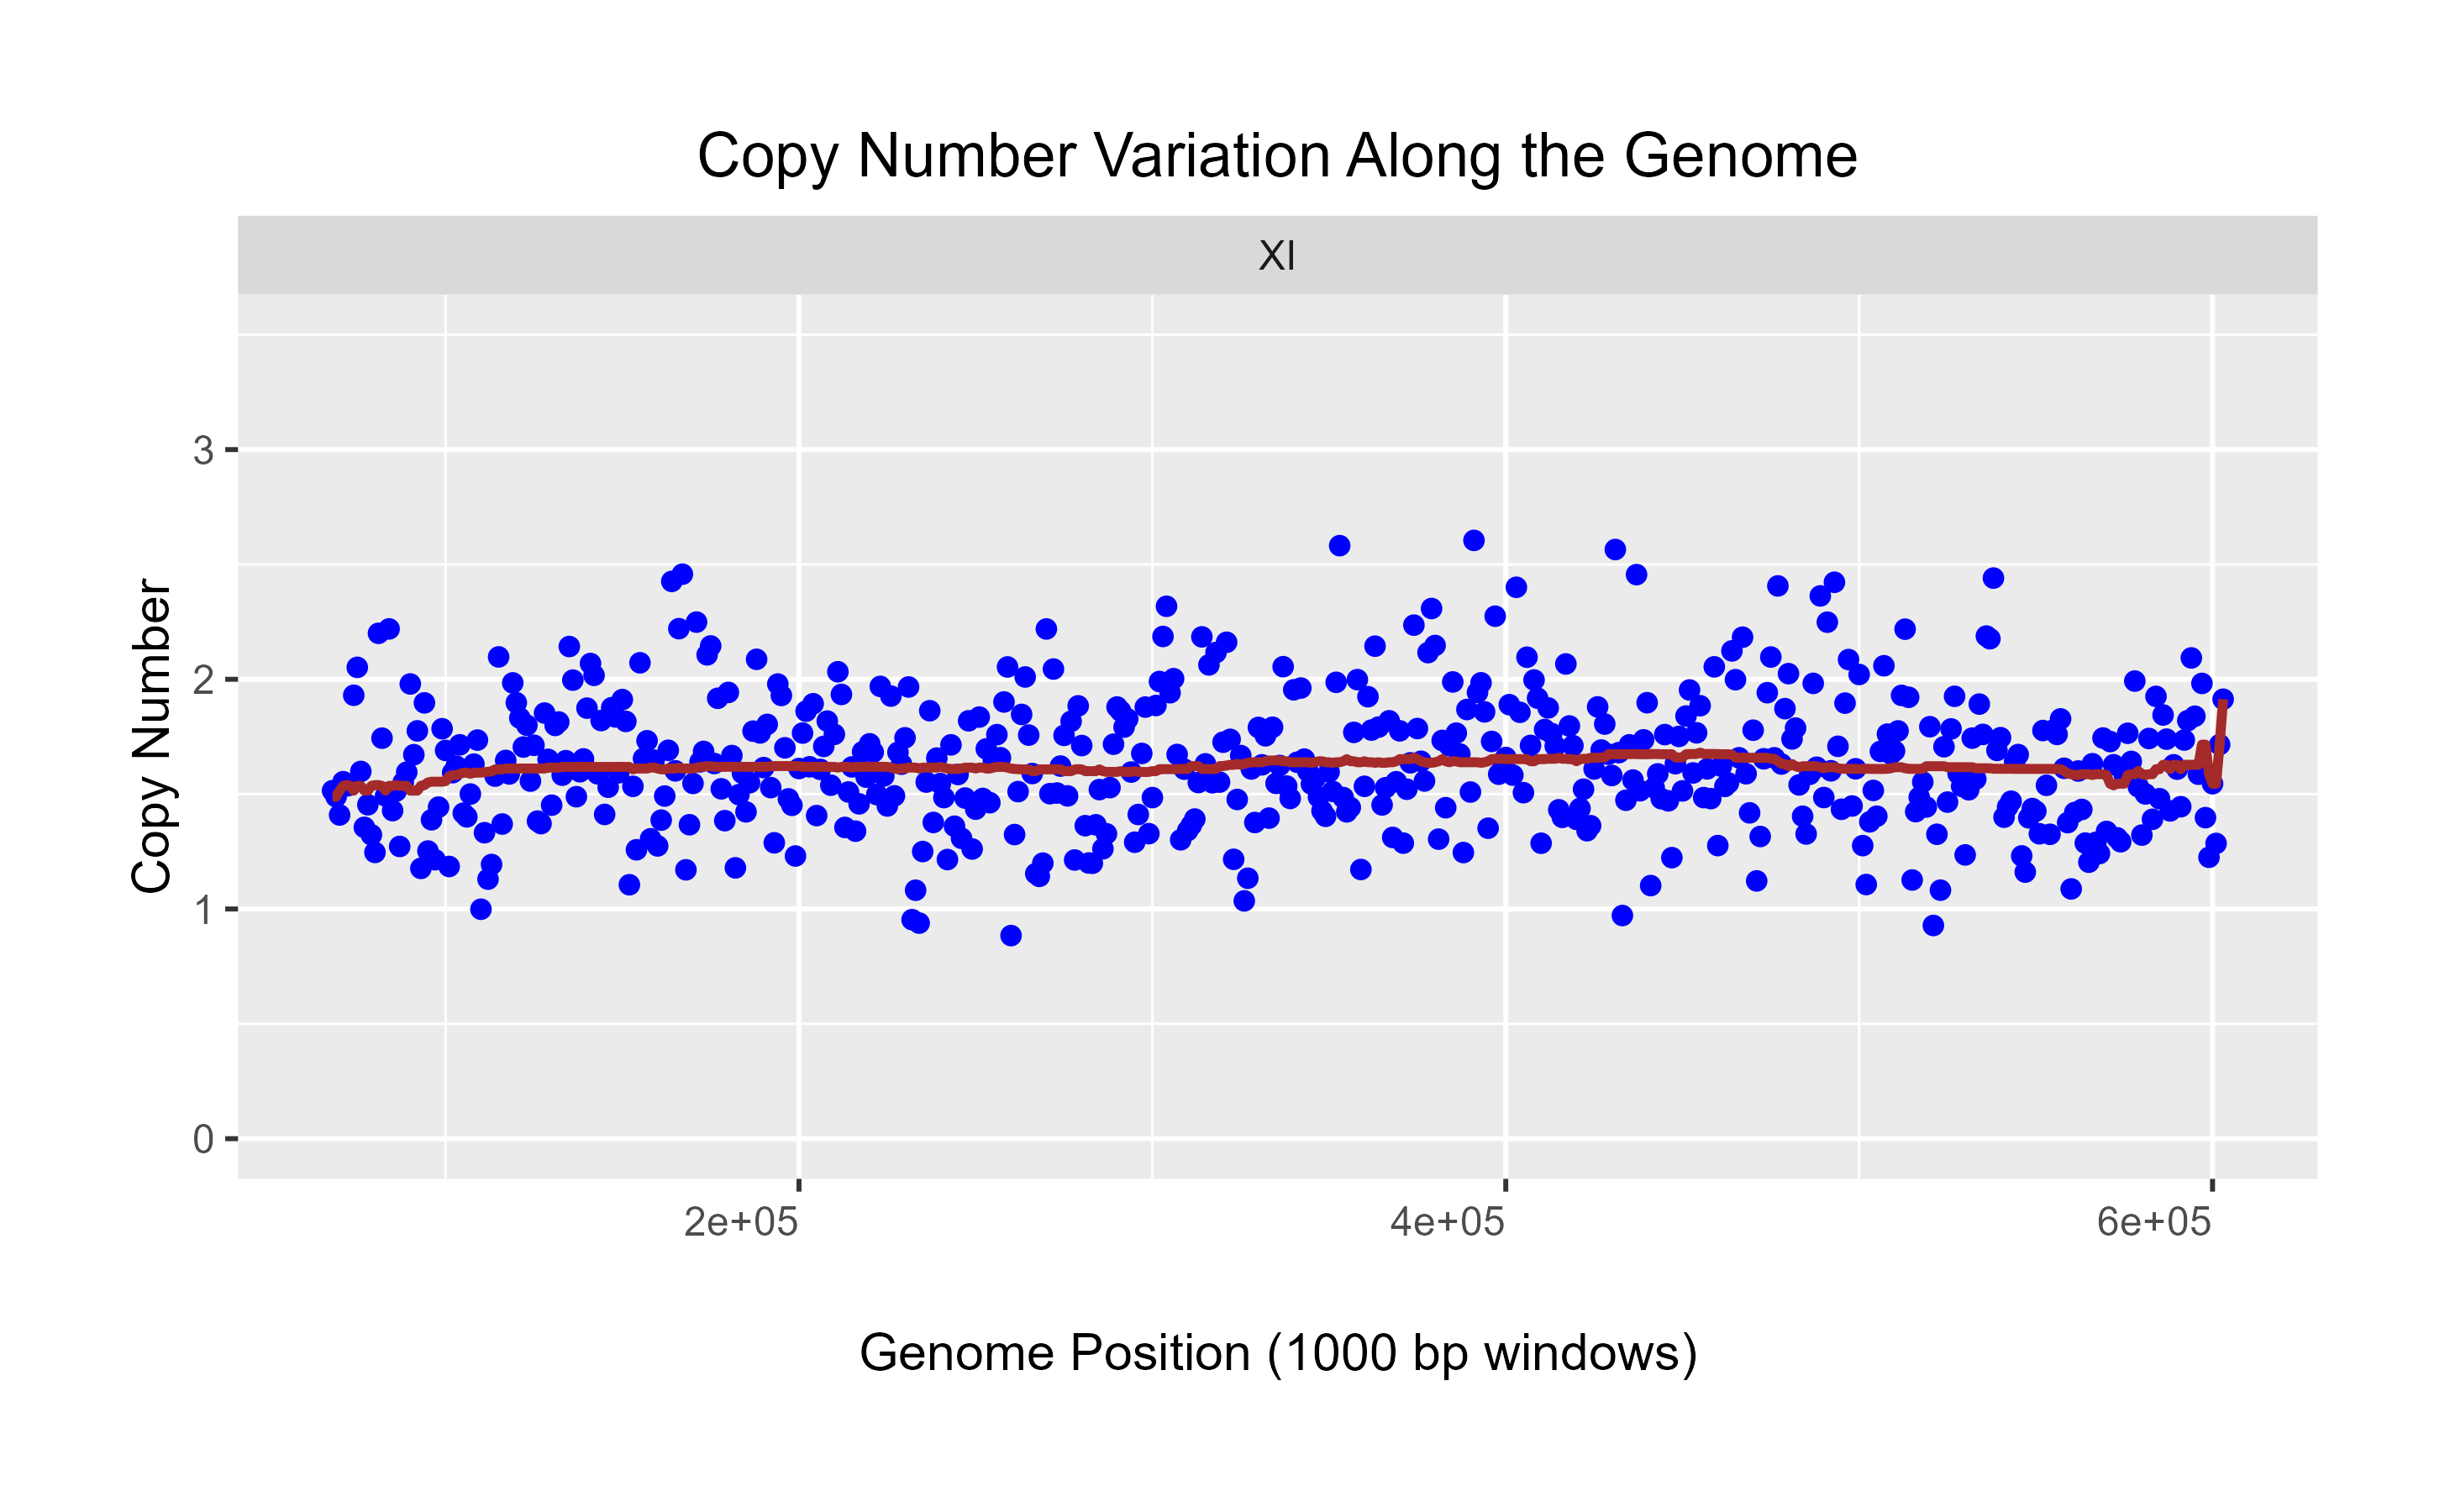 Copy Number Variation Along the Genome
XI
Copy Number
3
2
1
0
2e+05
4e+05
6e+05
Genome Position (1000 bp windows)